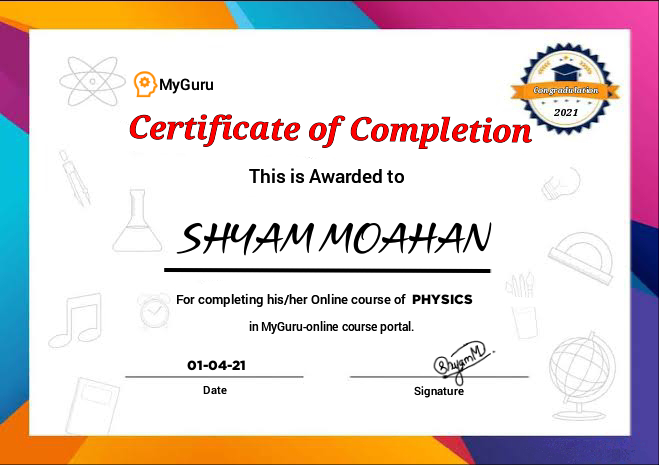 MyGuru
Congradulation
2021
Certificate of Completion
This is Awarded to
SHYAM MOAHAN
For completing his/her Online course of PHYSICS
in MyGuru-online course portal.
01-04-21
ShyamM.
Date
Signature